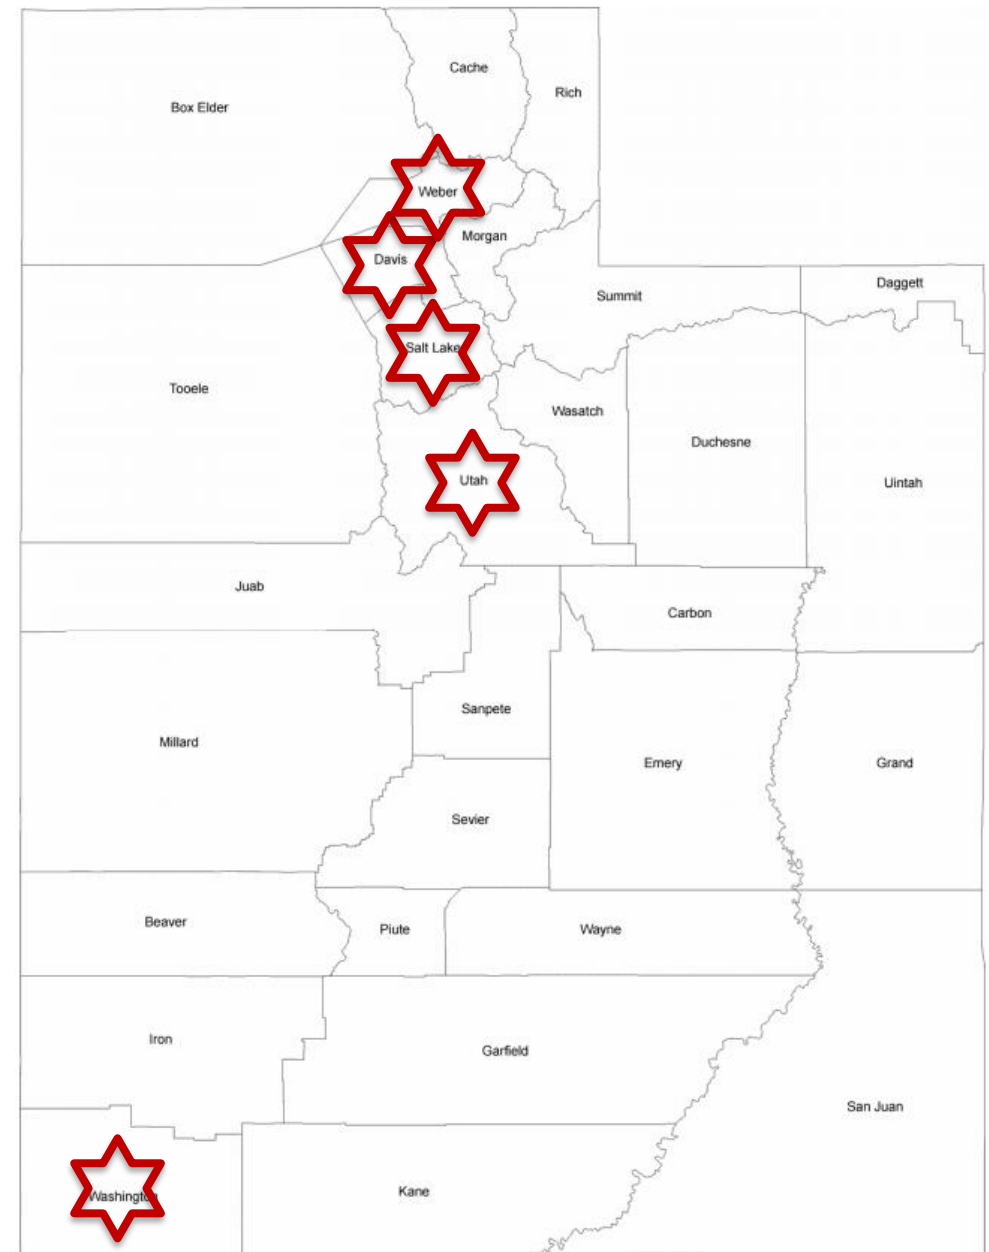 Cache
Rich
Box Elder
Weber
Morgan
Davis
Daggett
Summit
Salt Lake
Tooele
Wasatch
Duchesne
Utah
Uintah
Juab
Carbon
Sanpete
Millard
Emery
Grand
Sevier
Beaver
Piute
Wayne
Iron
Garfield
San Juan
Kane
Washington